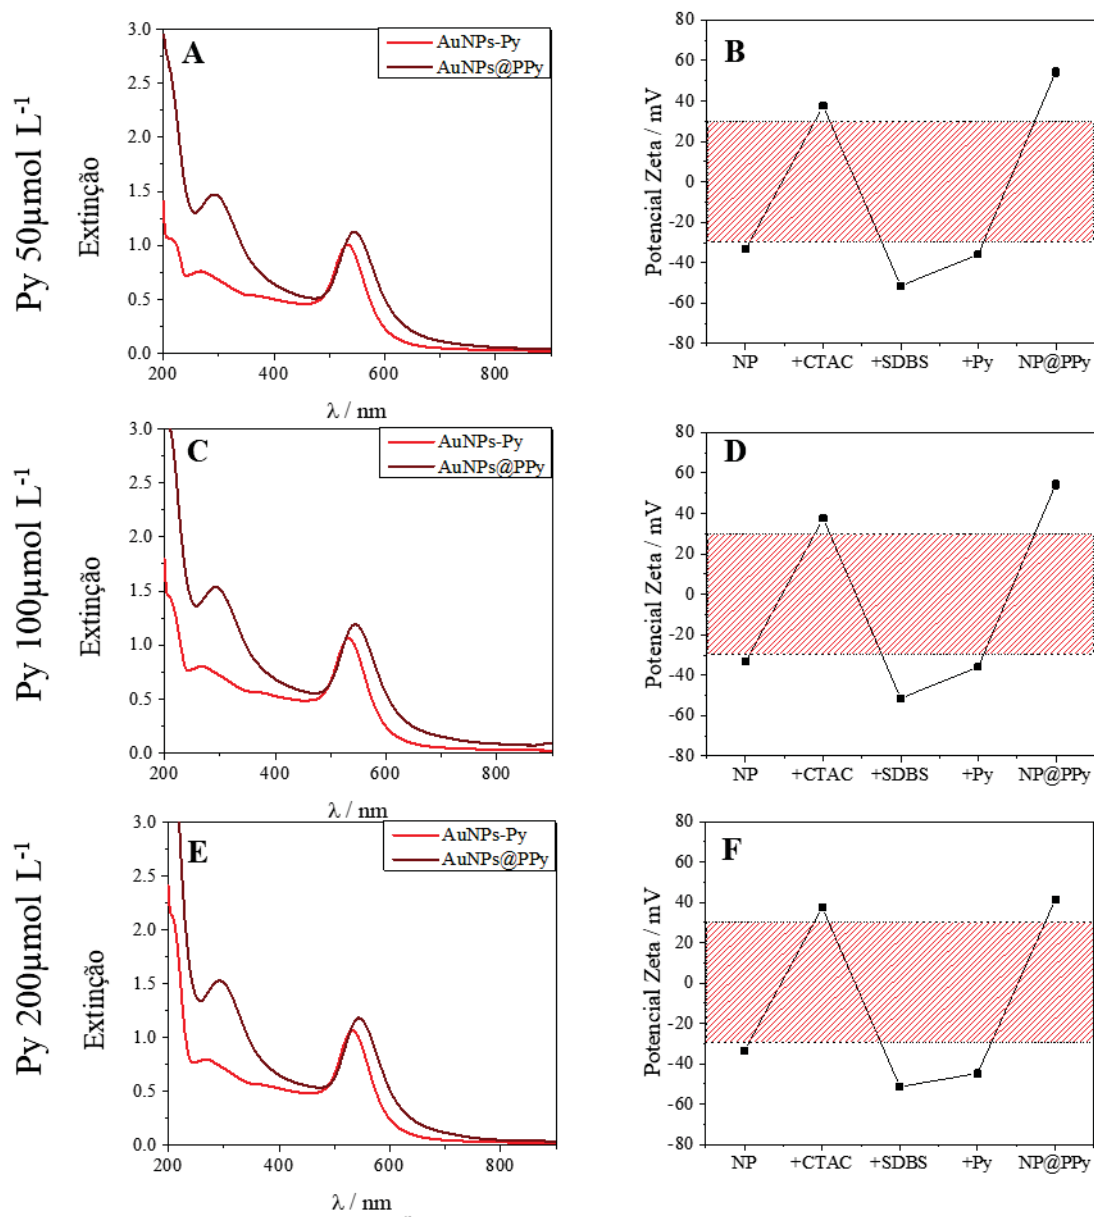 Py 50µmol L⁻¹
Extinção
A
AuNPs-Py
AuNPs@PPy
3.0
2.5
2.0
1.5
1.0
0.5
0.0
200 400 600 800
λ / nm
Potencial Zeta / mV
B
80
60
40
20
0
-20
-40
-60
-80
NP +CTAC +SDBS +Py NP@PPy
Py 100µmol L⁻¹
Extinção
C
AuNPs-Py
AuNPs@PPy
3.0
2.5
2.0
1.5
1.0
0.5
0.0
200 400 600 800
λ / nm
Potencial Zeta / mV
D
80
60
40
20
0
-20
-40
-60
-80
NP +CTAC +SDBS +Py NP@PPy
Py 200µmol L⁻¹
Extinção
E
AuNPs-Py
AuNPs@PPy
3.0
2.5
2.0
1.5
1.0
0.5
0.0
200 400 600 800
λ / nm
Potencial Zeta / mV
F
80
60
40
20
0
-20
-40
-60
-80
NP +CTAC +SDBS +Py NP@PPy